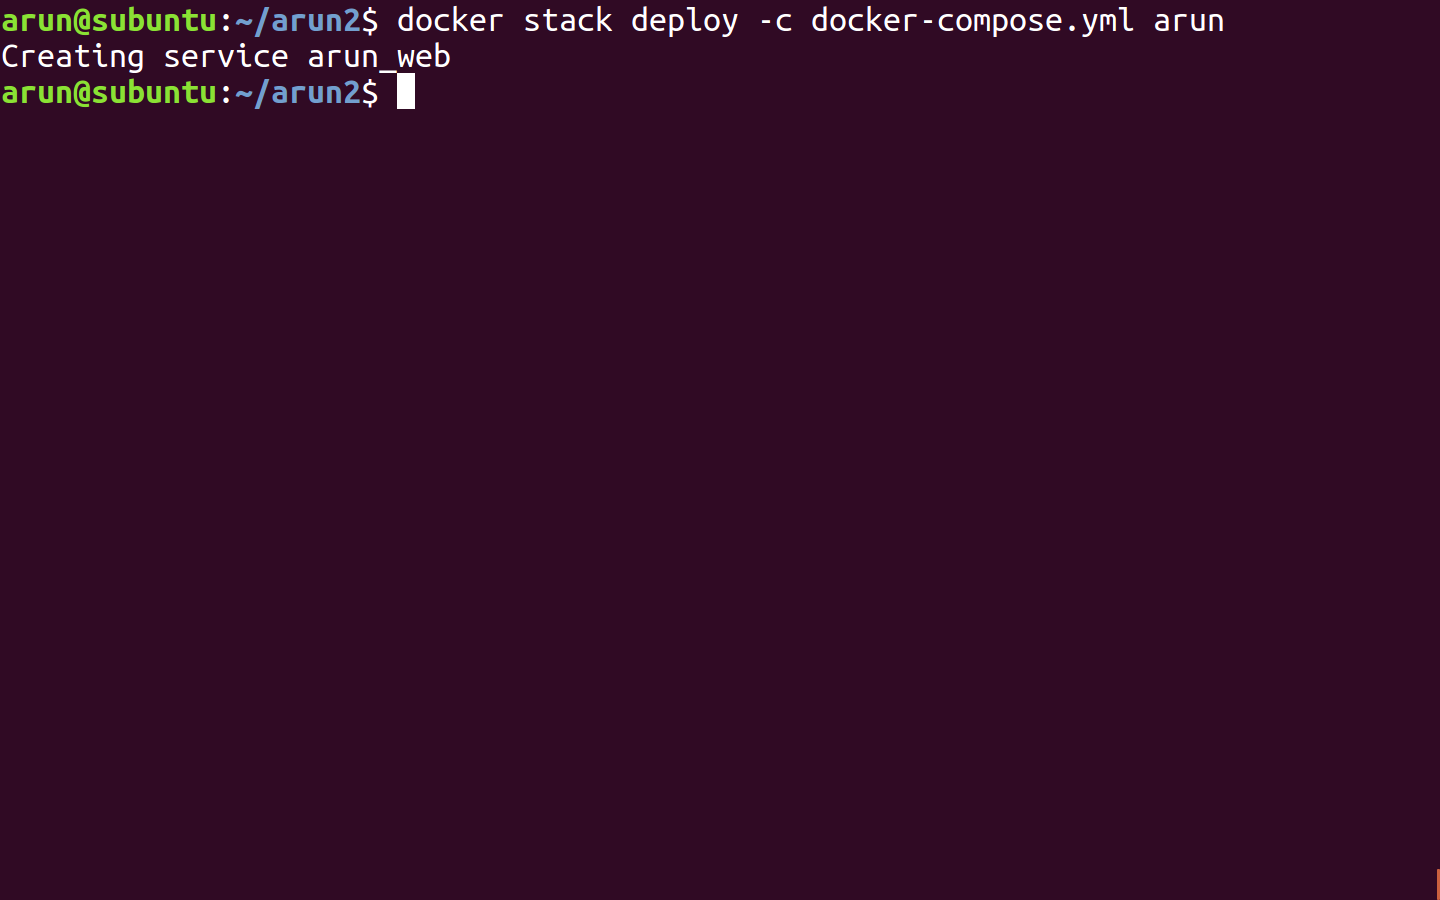 arun@subuntu:~/arun2$ docker stack deploy -c docker-compose.yml arun
Creating service arun_web
arun@subuntu:~/arun2$